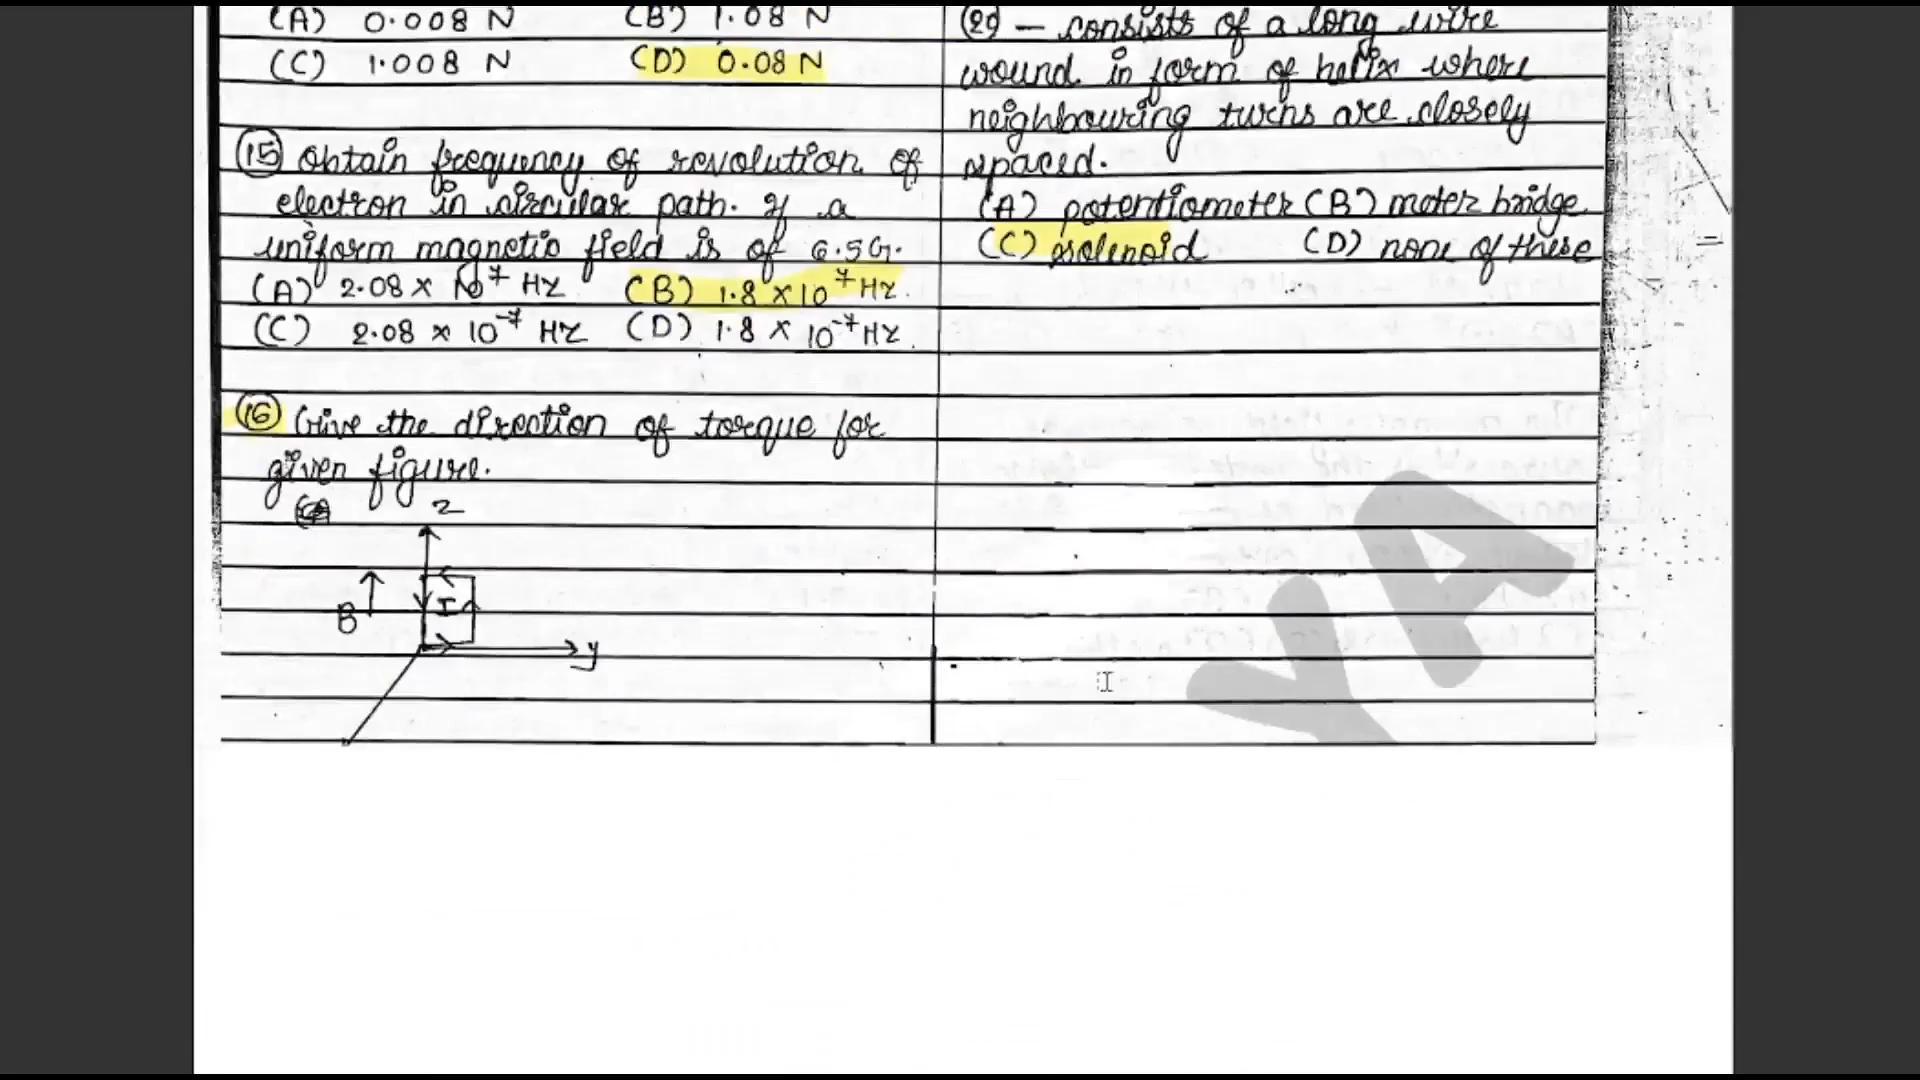 (A) 0.008 N (B) 1.08 N
(C) 1.008 N (D) 0.08 N
(15) Obtain frequency of revolution of
electron in circular path. If a
uniform magnetic field is of 6.5G.
(A) 2.08 × 10⁷ Hz (B) 1.8 × 10⁷ Hz.
(C) 2.08 × 10⁻⁷ Hz (D) 1.8 × 10⁻⁷ Hz.
(16) Give the direction of torque for
given figure.
z
B
I
y
(29) — consists of a long wire
wound in form of helix where
neighbouring turns are closely
spaced.
(A) potentiometer (B) meter bridge
(C) solenoid (D) none of these
YA